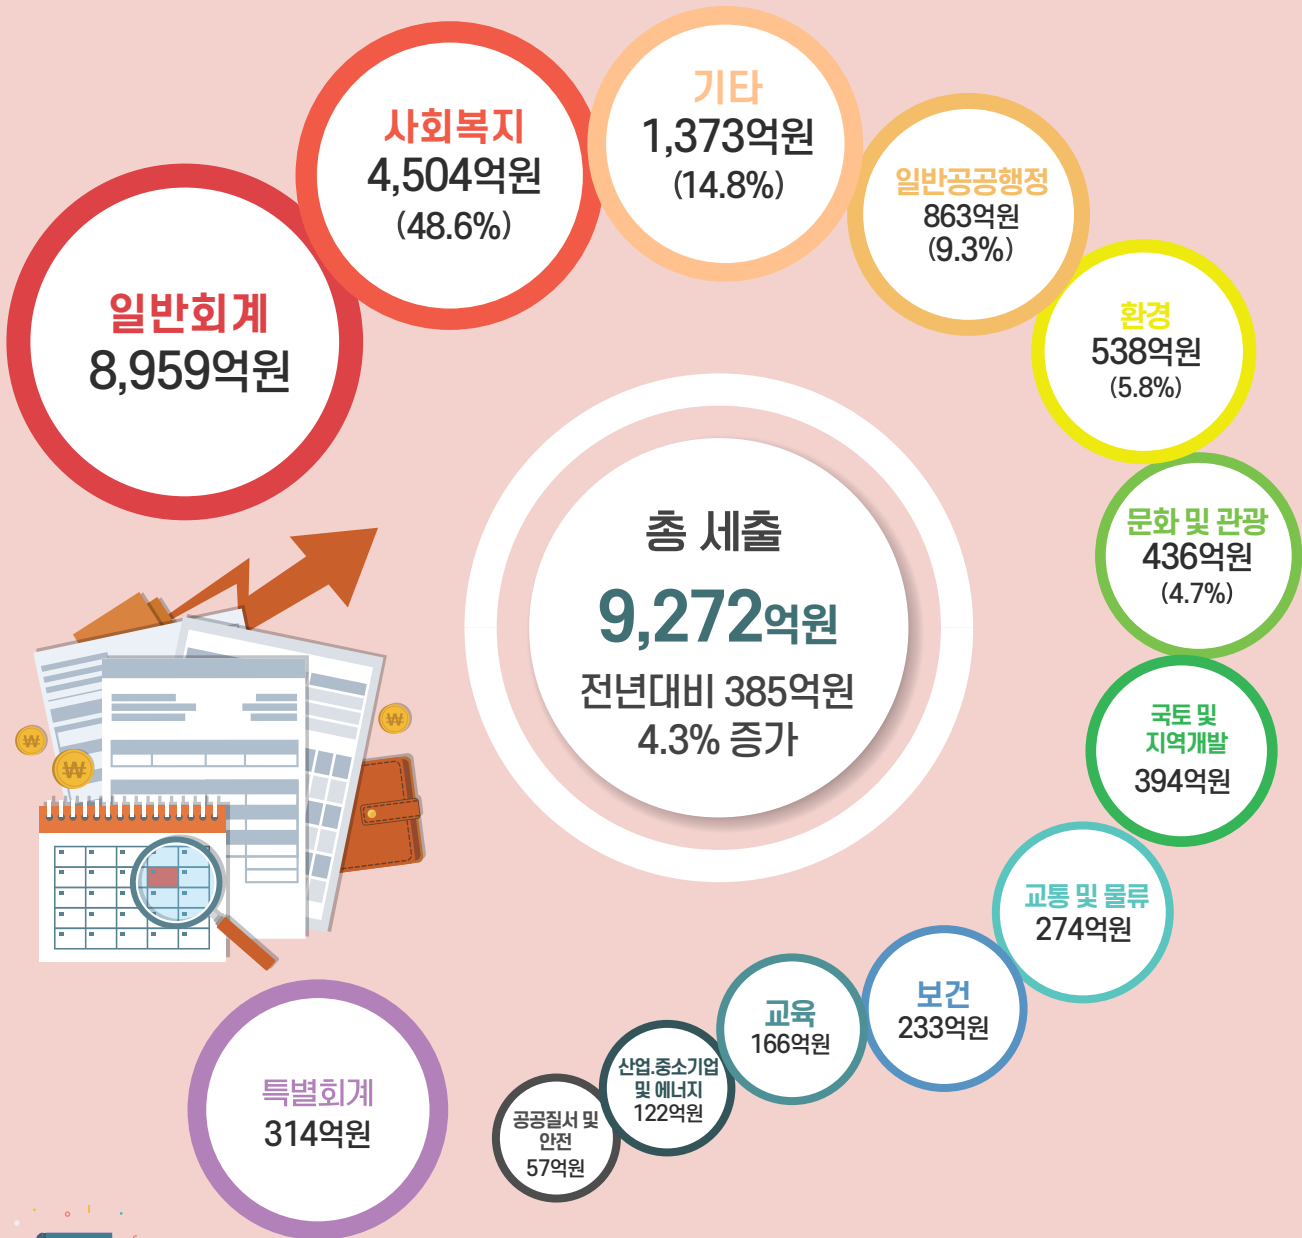 기타
1,373억원
(14.8%)
사회복지
4,504억원
(48.6%)
일반공공행정
863억원
(9.3%)
일반회계
8,959억원
환경
538억원
(5.8%)
총 세출
9,272억원
전년대비 385억원
4.3% 증가
문화 및 관광
436억원
(4.7%)
국토 및
지역개발
394억원
교통 및 물류
274억원
보건
233억원
교육
166억원
산업.중소기업
및 에너지
122억원
공공질서 및
안전
57억원
특별회계
314억원
₩
₩
₩